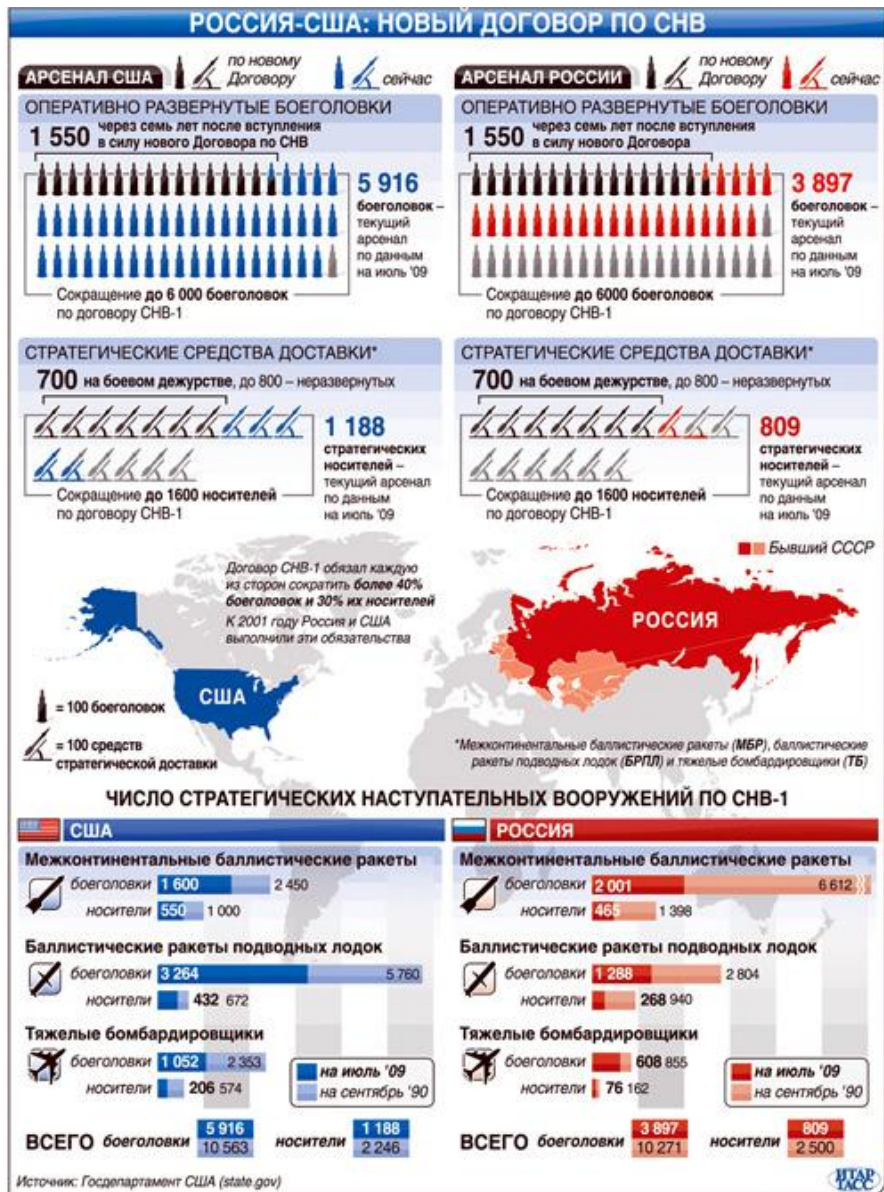 РОССИЯ-США: НОВЫЙ ДОГОВОР ПО СНВ
АРСЕНАЛ США
по новому
Договору
сейчас
ОПЕРАТИВНО РАЗВЕРНУТЫЕ БОЕГОЛОВКИ
1 550 через семь лет после вступления
в силу нового Договора по СНВ
5 916
боеголовок –
текущий
арсенал
по данным
на июль '09
Сокращение до 6 000 боеголовок
по договору СНВ-1
АРСЕНАЛ РОССИИ
по новому
Договору
сейчас
ОПЕРАТИВНО РАЗВЕРНУТЫЕ БОЕГОЛОВКИ
1 550 через семь лет после вступления
в силу нового Договора
3 897
боеголовок –
текущий
арсенал
по данным
на июль '09
Сокращение до 6000 боеголовок
по договору СНВ-1
СТРАТЕГИЧЕСКИЕ СРЕДСТВА ДОСТАВКИ*
700 на боевом дежурстве, до 800 – неразвернутых
1 188
стратегических
носителей –
текущий арсенал
по данным
на июль '09
Сокращение до 1600 носителей
по договору СНВ-1
СТРАТЕГИЧЕСКИЕ СРЕДСТВА ДОСТАВКИ*
700 на боевом дежурстве, до 800 – неразвернутых
809
стратегических
носителей –
текущий арсенал
по данным
на июль '09
Сокращение до 1600 носителей
по договору СНВ-1
Договор СНВ-1 обязал каждую
из сторон сократить более 40%
боеголовок и 30% их носителей
К 2001 году Россия и США
выполнили эти обязательства
Бывший СССР
РОССИЯ
США
= 100 боеголовок
= 100 средств
стратегической доставки
*Межконтинентальные баллистические ракеты (МБР), баллистические
ракеты подводных лодок (БРПЛ) и тяжелые бомбардировщики (ТБ)
ЧИСЛО СТРАТЕГИЧЕСКИХ НАСТУПАТЕЛЬНЫХ ВООРУЖЕНИЙ ПО СНВ-1
США
Межконтинентальные баллистические ракеты
боеголовки 1 600 2 450
носители 550 1 000
Баллистические ракеты подводных лодок
боеголовки 3 264 5 760
носители 432 672
Тяжелые бомбардировщики
боеголовки 1 052 2 353
носители 206 574
на июль '09
на сентябрь '90
ВСЕГО боеголовки 5 916 носители 1 188
10 563 2 246
РОССИЯ
Межконтинентальные баллистические ракеты
боеголовки 2 001 6 612
носители 465 1 398
Баллистические ракеты подводных лодок
боеголовки 1 288 2 804
носители 268 940
Тяжелые бомбардировщики
боеголовки 608 855
носители 76 162
на июль '09
на сентябрь '90
ВСЕГО боеголовки 3 897 носители 809
10 271 2 500
Источник: Госдепартамент США (state.gov)
ИТАР
ТАСС